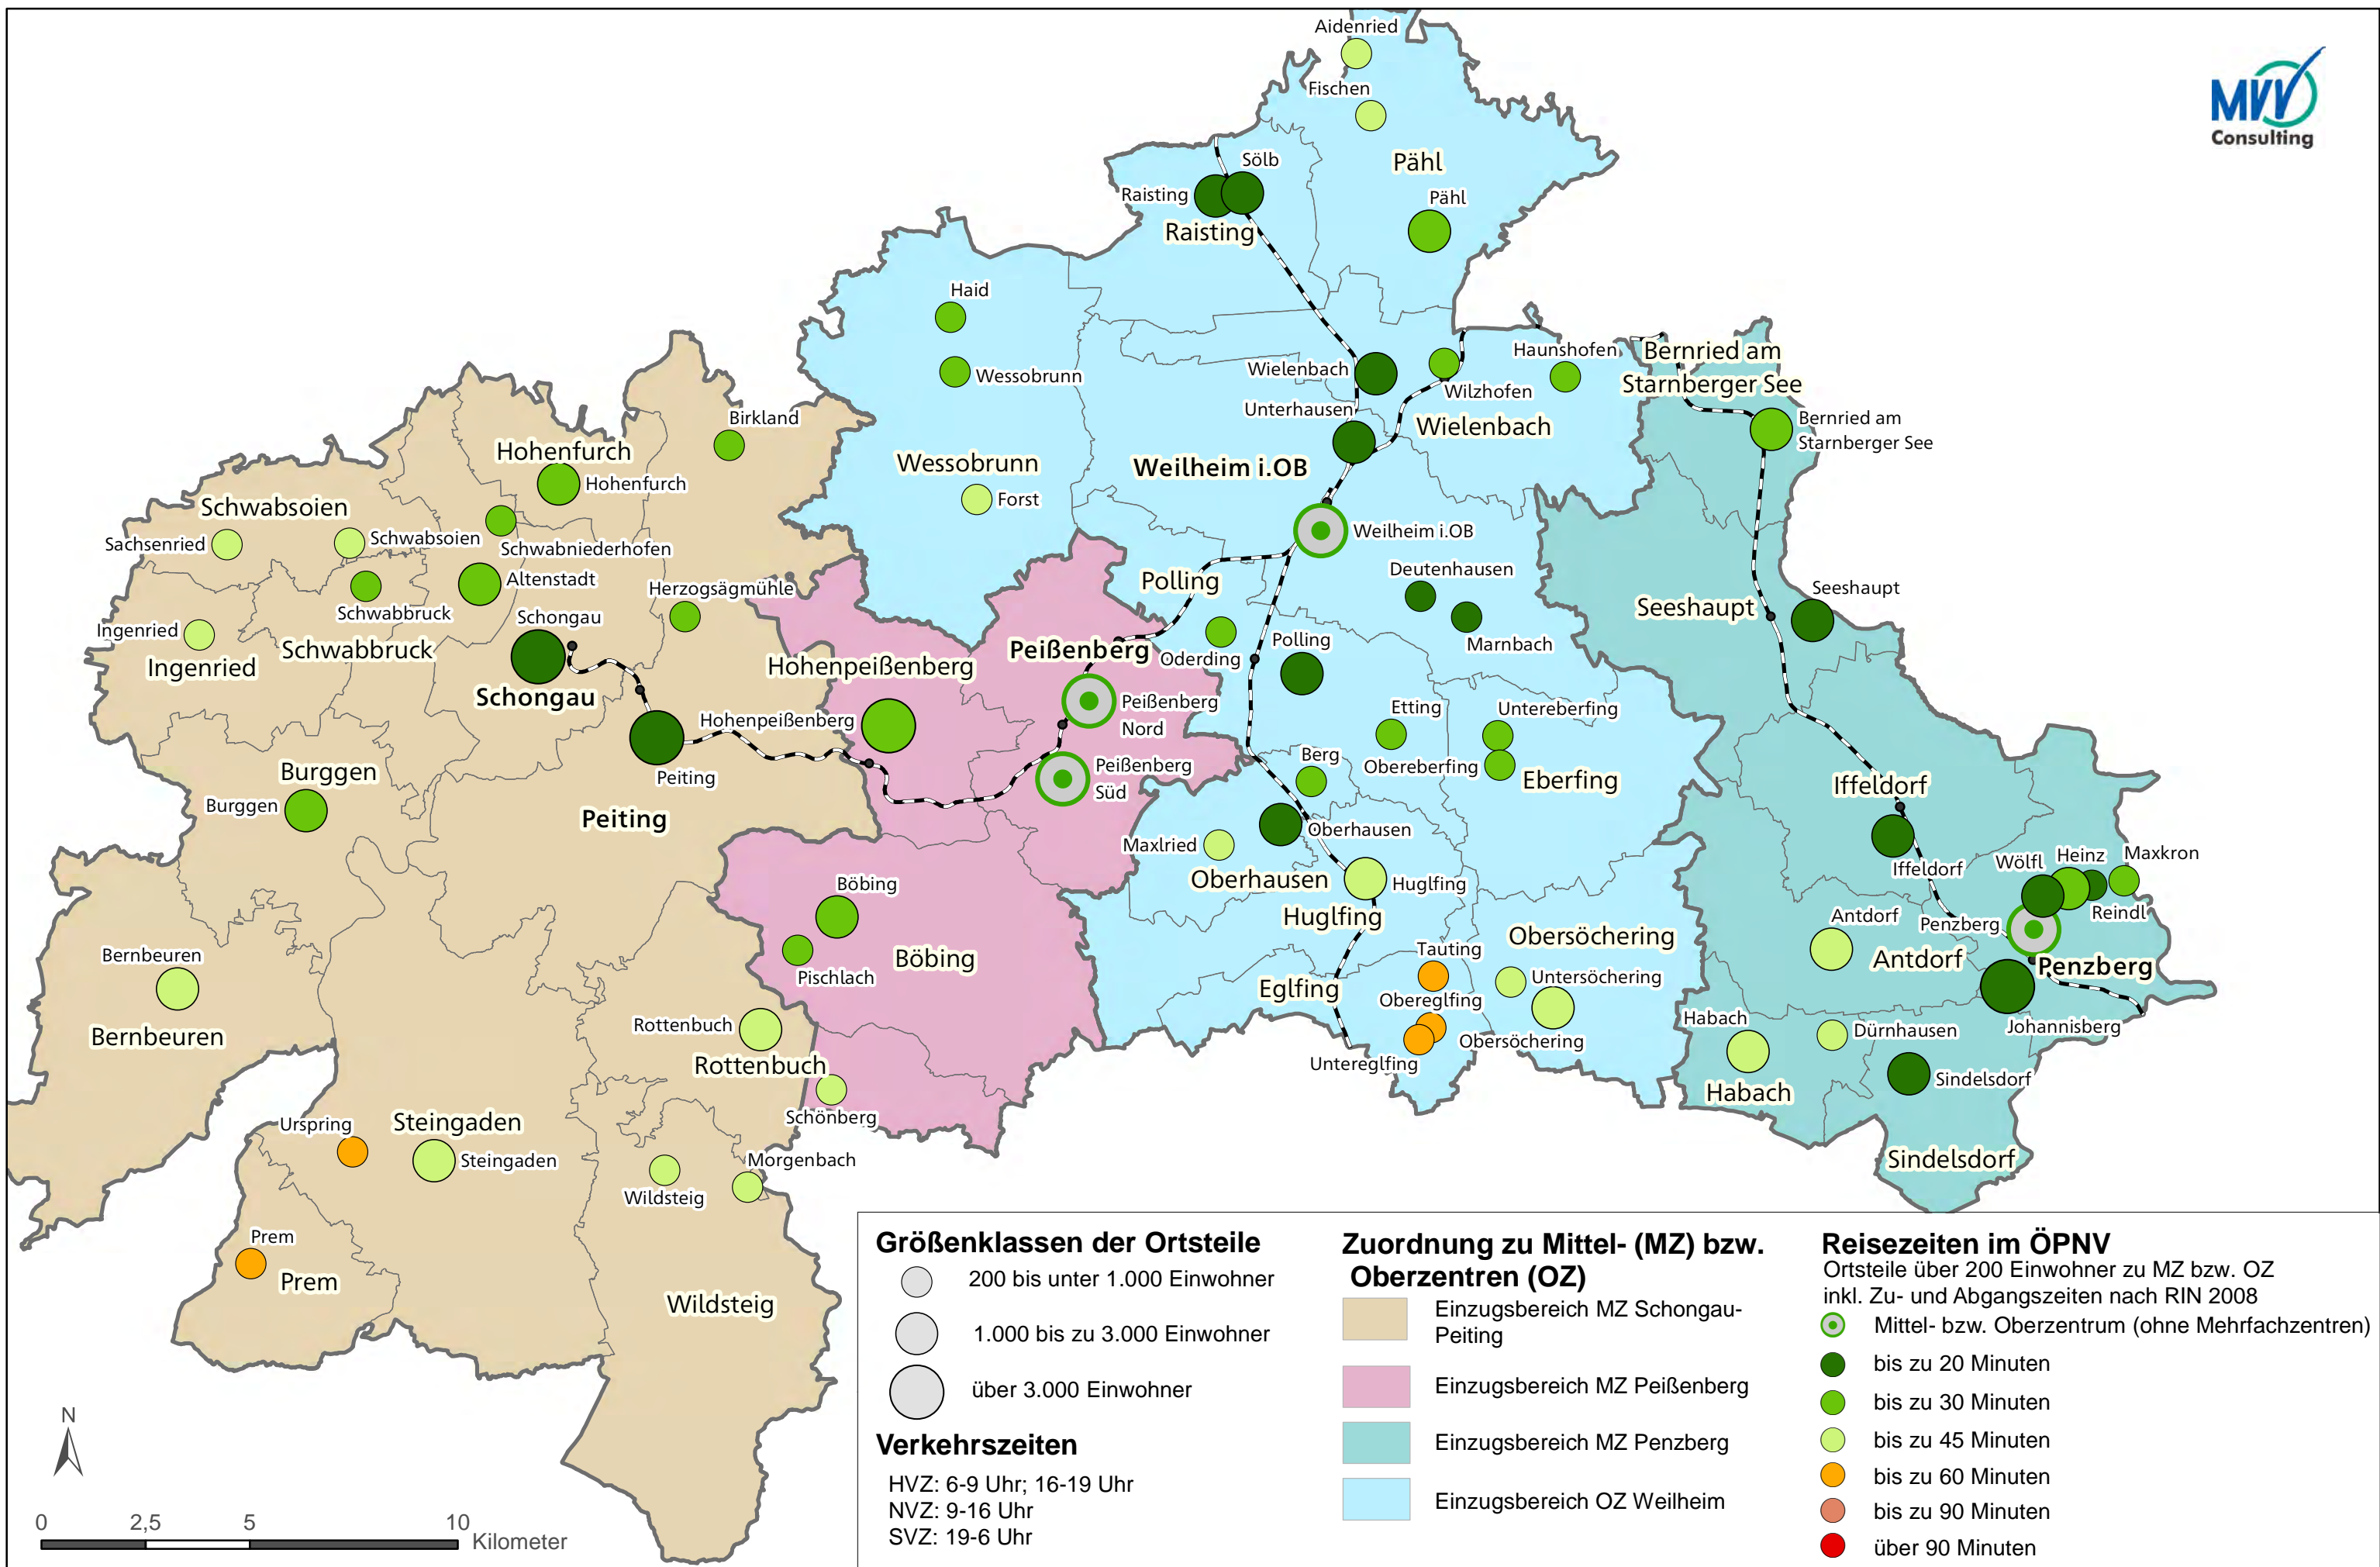 MVV
Consulting
Aidenried
Fischen
Pähl
Pähl
Sölb
Raisting
Raisting
Haid
Wessobrunn
Wessobrunn
Forst
Wielenbach
Unterhausen
Weilheim i.OB
Wilzhofen
Haunshofen
Wielenbach
Bernried am
Starnberger See
Bernried am
Starnberger See
Birkland
Hohenfurch
Hohenfurch
Schwabsoien
Sachsenried
Schwabsoien
Schwabniederhofen
Altenstadt
Schwabbruck
Schwabbruck
Ingenried
Ingenried
Schongau
Schongau
Herzogsägmühle
Hohenpeißenberg
Hohenpeißenberg
Peiting
Peiting
Peißenberg
Peißenberg
Nord
Peißenberg
Süd
Weilheim i.OB
Polling
Oderding
Polling
Deutenhausen
Marnbach
Seeshaupt
Seeshaupt
Etting
Untereberfing
Obereberfing
Eberfing
Berg
Oberhausen
Maxlried
Oberhausen
Huglfing
Huglfing
Iffeldorf
Iffeldorf
Wölfl
Heinz
Maxkron
Reindl
Penzberg
Penzberg
Johannisberg
Antdorf
Antdorf
Burggen
Burggen
Böbing
Böbing
Pischlach
Bernbeuren
Bernbeuren
Rottenbuch
Rottenbuch
Schönberg
Eglfing
Tauting
Obereglfing
Untereglfing
Obersöchering
Untersöchering
Obersöchering
Habach
Habach
Dürnhausen
Sindelsdorf
Sindelsdorf
Urspring
Steingaden
Steingaden
Wildsteig
Morgenbach
Wildsteig
Prem
Prem
N
0 2,5 5 10
Kilometer
Größenklassen der Ortsteile
200 bis unter 1.000 Einwohner
1.000 bis zu 3.000 Einwohner
über 3.000 Einwohner
Verkehrszeiten
HVZ: 6-9 Uhr; 16-19 Uhr
NVZ: 9-16 Uhr
SVZ: 19-6 Uhr
Zuordnung zu Mittel- (MZ) bzw.
Oberzentren (OZ)
Einzugsbereich MZ Schongau-
Peiting
Einzugsbereich MZ Peißenberg
Einzugsbereich MZ Penzberg
Einzugsbereich OZ Weilheim
Reisezeiten im ÖPNV
Ortsteile über 200 Einwohner zu MZ bzw. OZ
inkl. Zu- und Abgangszeiten nach RIN 2008
Mittel- bzw. Oberzentrum (ohne Mehrfachzentren)
bis zu 20 Minuten
bis zu 30 Minuten
bis zu 45 Minuten
bis zu 60 Minuten
bis zu 90 Minuten
über 90 Minuten